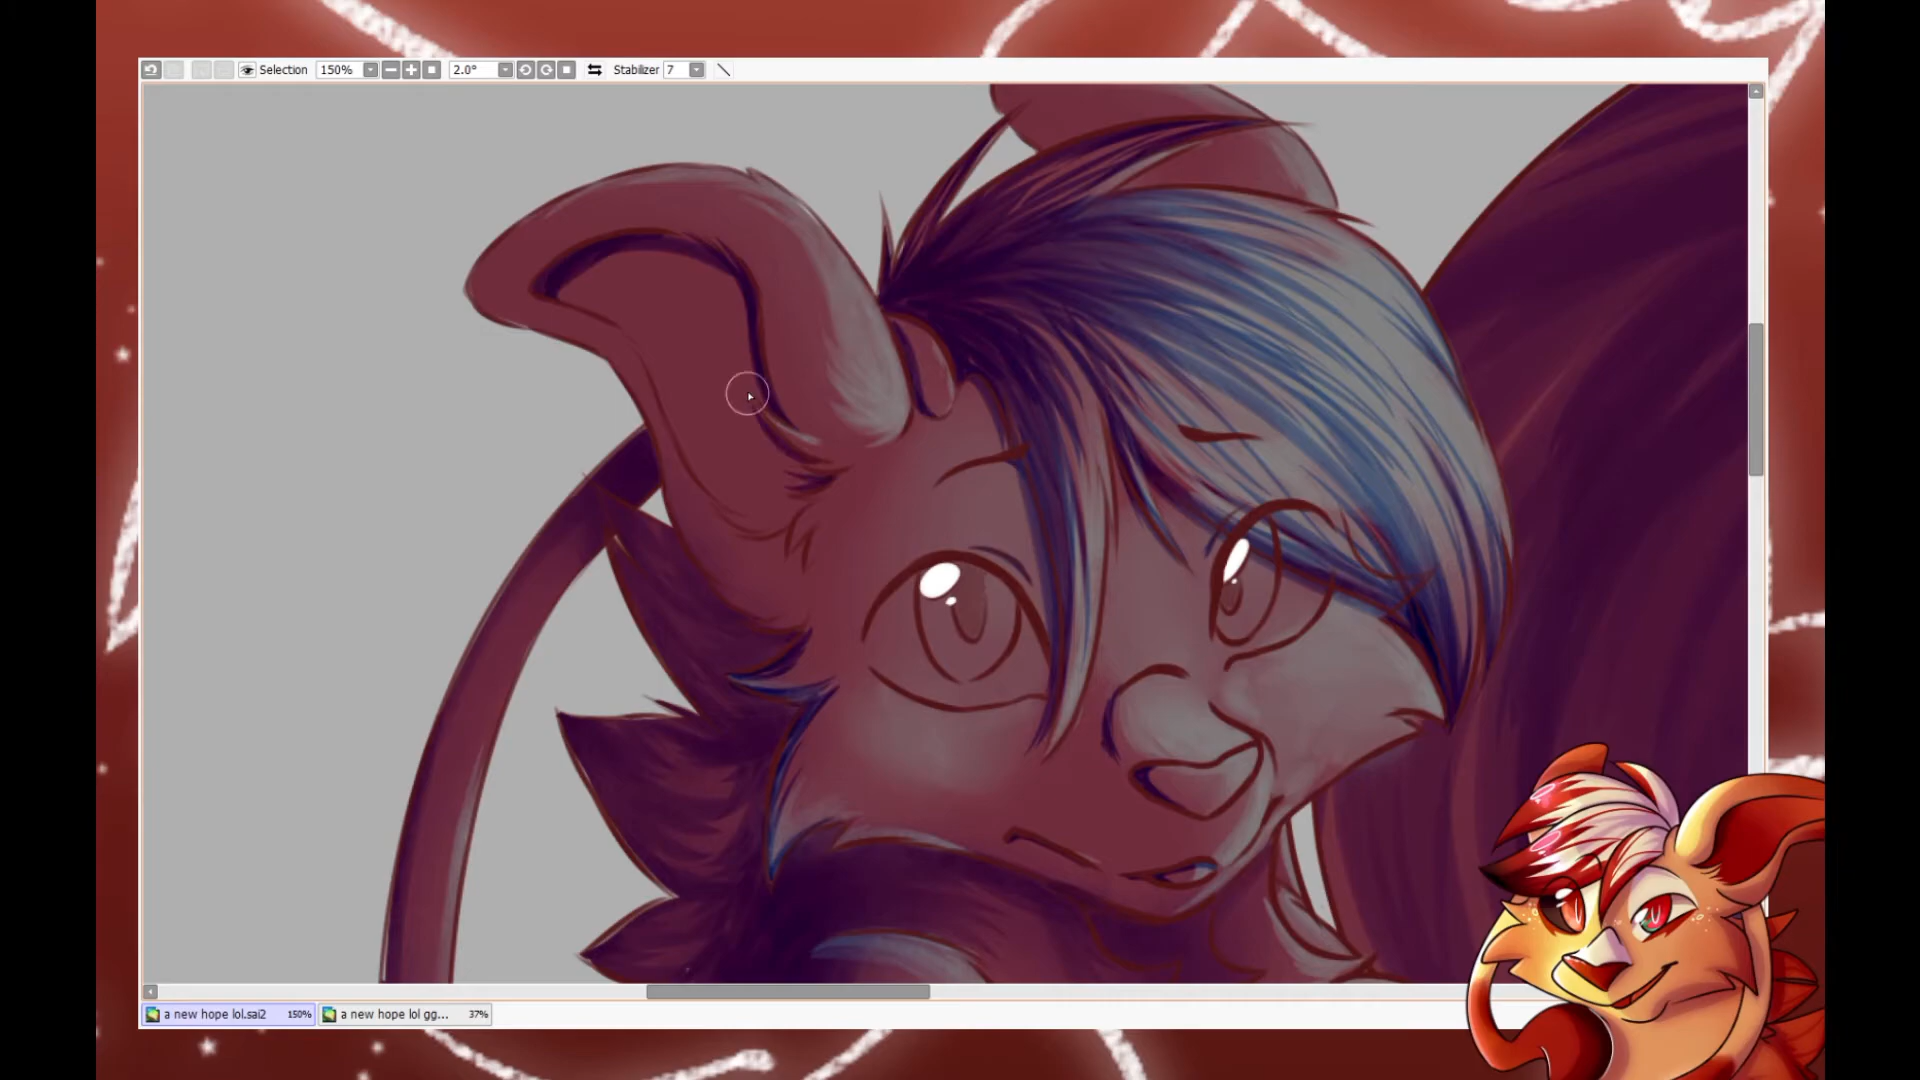 Selection 150% 2.0° Stabilizer 7
a new hope lol.sai2 150% a new hope lol gg... 37%